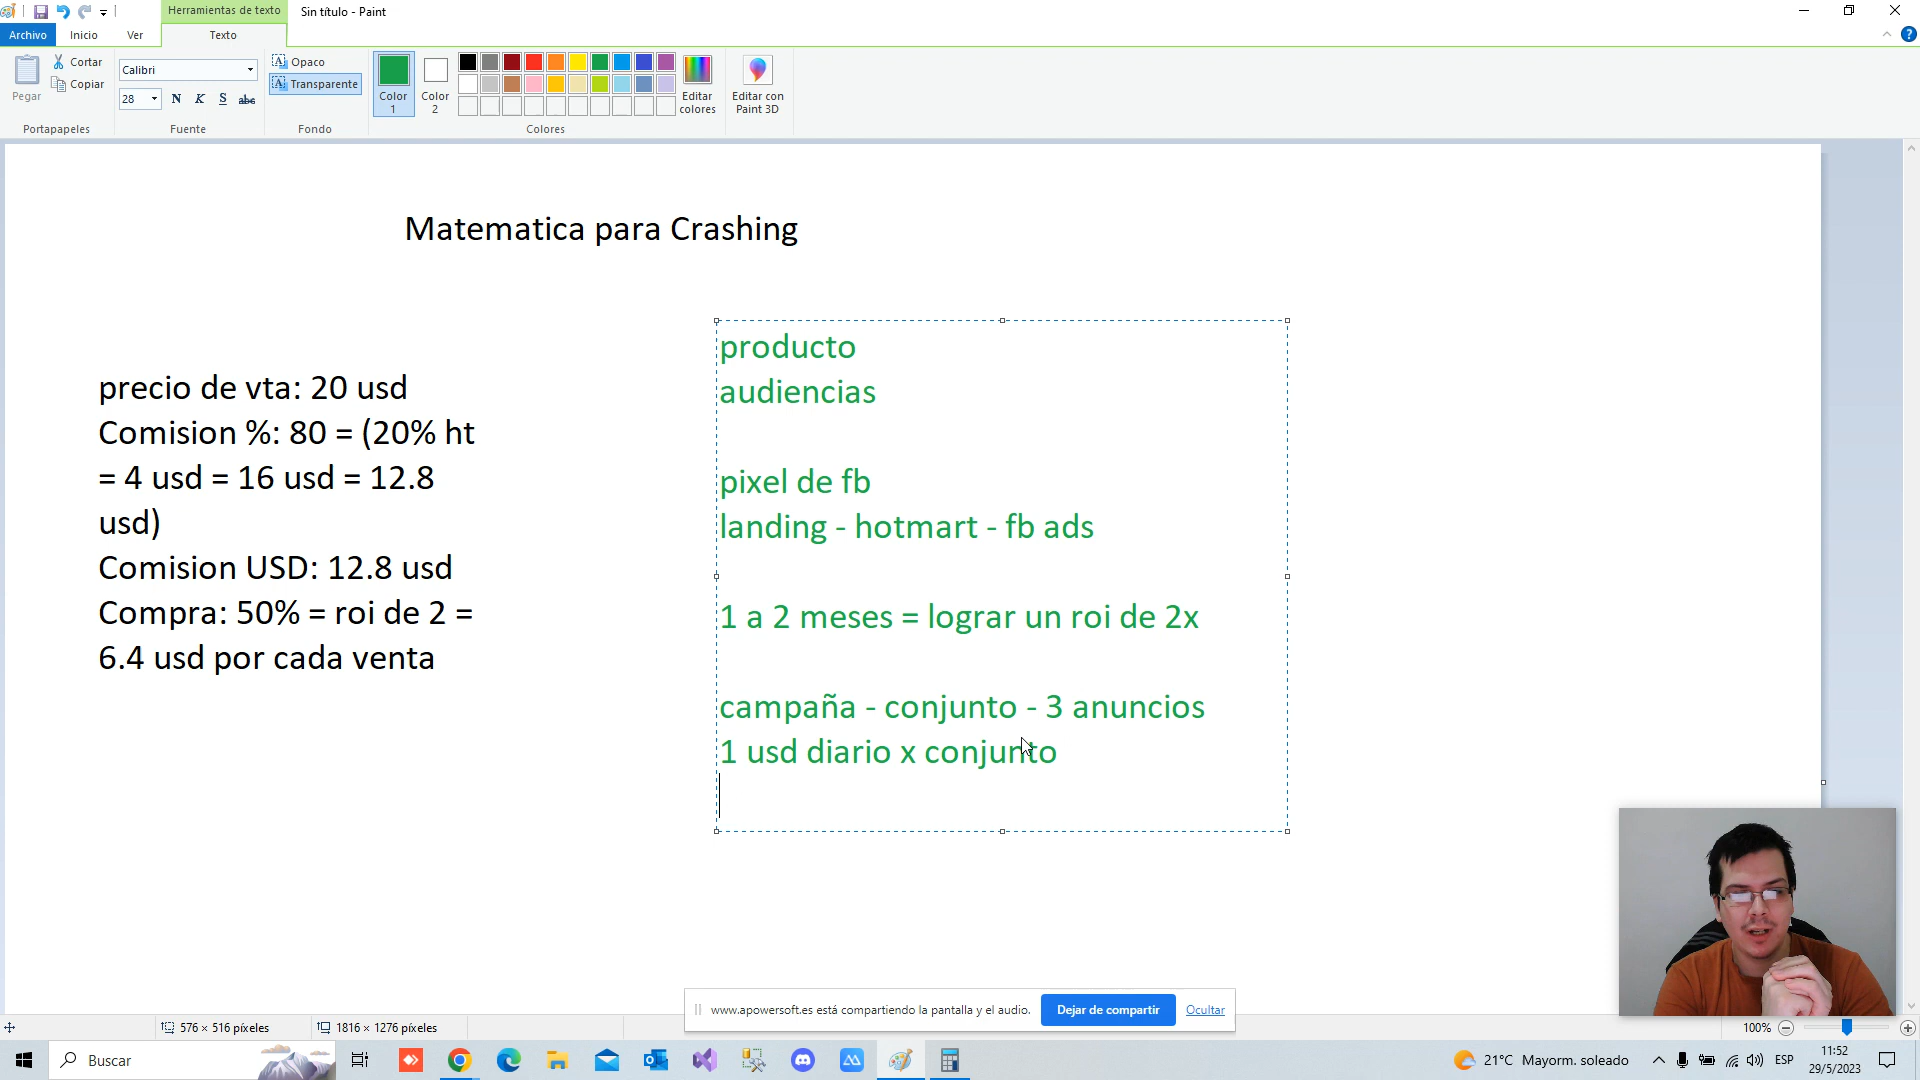 Herramientas de texto
Sin título - Paint
Archivo
Inicio
Ver
Texto
Pegar
Cortar
Copiar
Portapapeles
Calibri
28
N
K
S
abc
Fuente
Opaco
Transparente
Fondo
Color
1
Color
2
Editar
colores
Colores
Editar con
Paint 3D
Matematica para Crashing
precio de vta: 20 usd
Comision %: 80 = (20% ht
= 4 usd = 16 usd = 12.8
usd)
Comision USD: 12.8 usd
Compra: 50% = roi de 2 =
6.4 usd por cada venta
producto
audiencias
pixel de fb
landing - hotmart - fb ads
1 a 2 meses = lograr un roi de 2x
campaña - conjunto - 3 anuncios
1 usd diario x conjunto
www.apowersoft.es está compartiendo la pantalla y el audio.
Dejar de compartir
Ocultar
576 × 516 píxeles
1816 × 1276 píxeles
100%
Buscar
21°C
Mayorm. soleado
ESP
11:52
29/5/2023